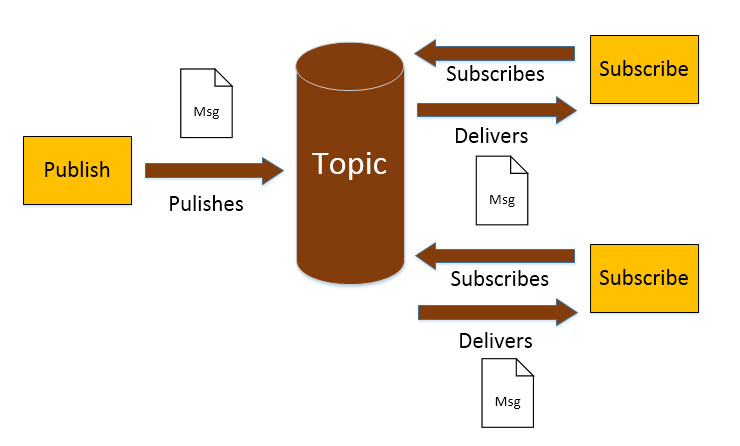 Msg
Publish
Pulishes
Topic
Subscribes
Subscribe
Delivers
Msg
Subscribes
Subscribe
Delivers
Msg